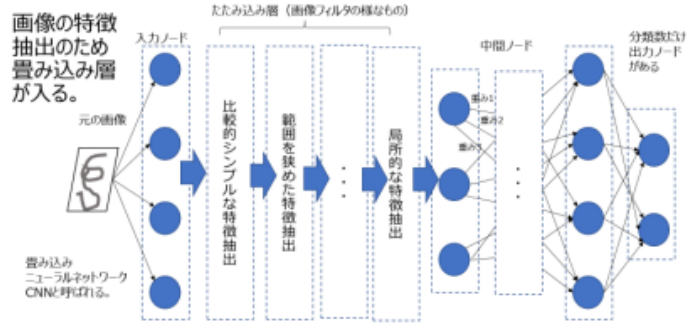 画像の特徴
抽出のため
畳み込み層
が入る。
たたみ込み層（画像フィルタの様なもの）
入力ノード
元の画像
比較的シンプルな特徴抽出
範囲を狭めた特徴抽出
・・・
局所的な特徴抽出
中間ノード
重み1
重み2
重み3
・・・
分類数だけ
出力ノード
がある
畳み込み
ニューラルネットワーク
CNNと呼ばれる。